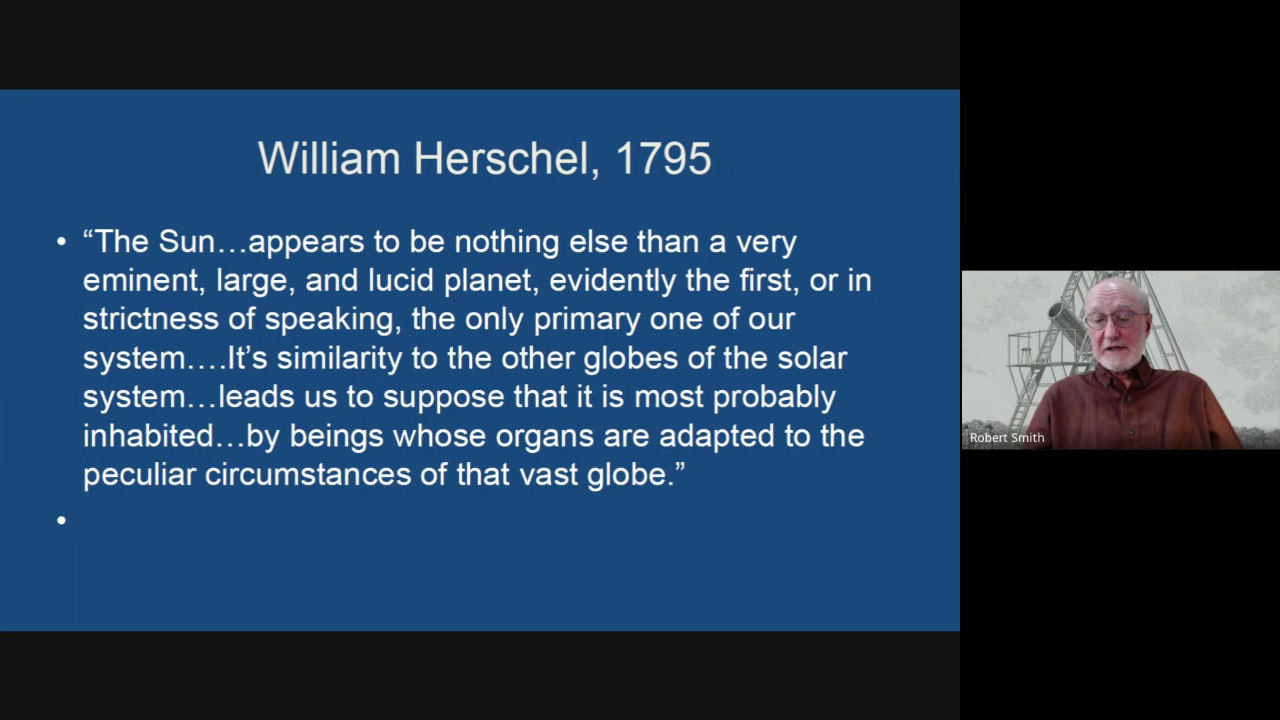 William Herschel, 1795
• “The Sun…appears to be nothing else than a very
eminent, large, and lucid planet, evidently the first, or in
strictness of speaking, the only primary one of our
system….It’s similarity to the other globes of the solar
system…leads us to suppose that it is most probably
inhabited…by beings whose organs are adapted to the
peculiar circumstances of that vast globe.”
•
Robert Smith